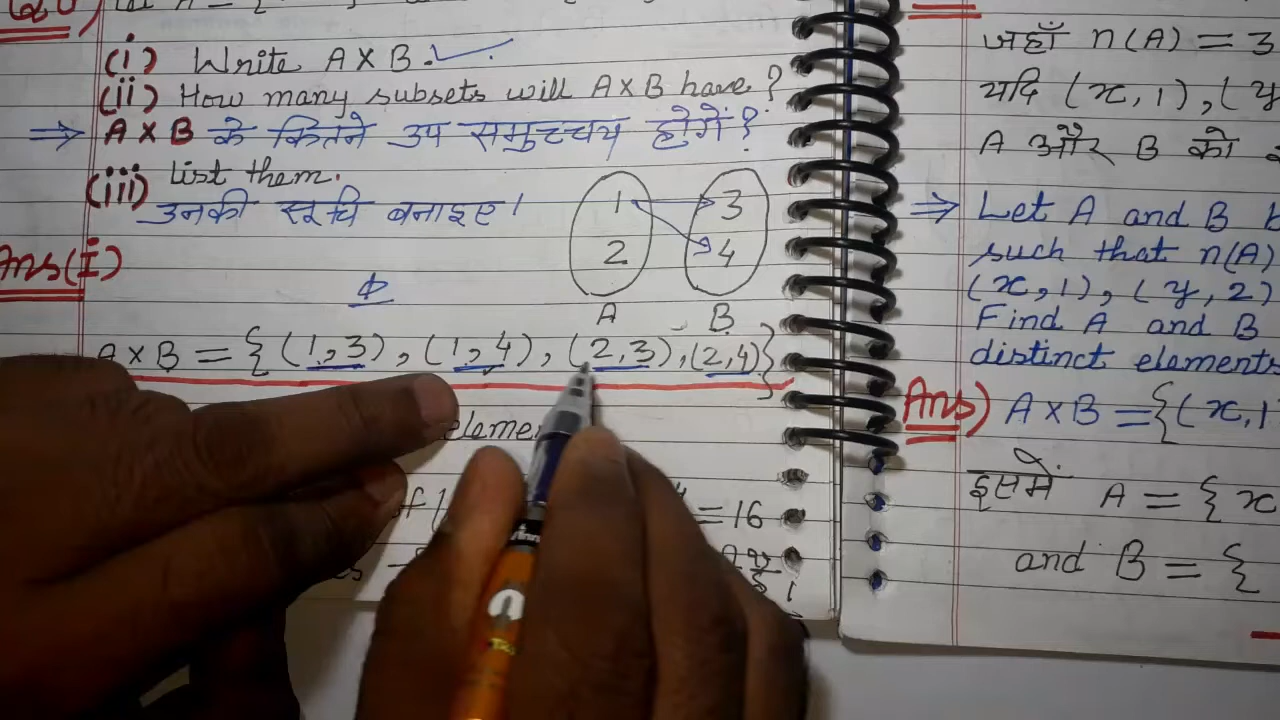 (i) Write A×B.
(ii) How many subsets will A×B have?
⇒ A×B के कितने उप समुच्चय होगें?
(iii) List them.
उनकी सूचि बनाइए।
1 3
2 4
A B
Ans(i)
Φ
A×B = {(1,3), (1,4), (2,3), (2,4)}
=16
जहाँ n(A) = 3
यदि (x,1), (y
A और B को
⇒ Let A and B
such that n(A)
(x,1), (y,2)
Find A and B
distinct elements
Ans) A×B = {(x,1
इसमें A = {x
and B = {